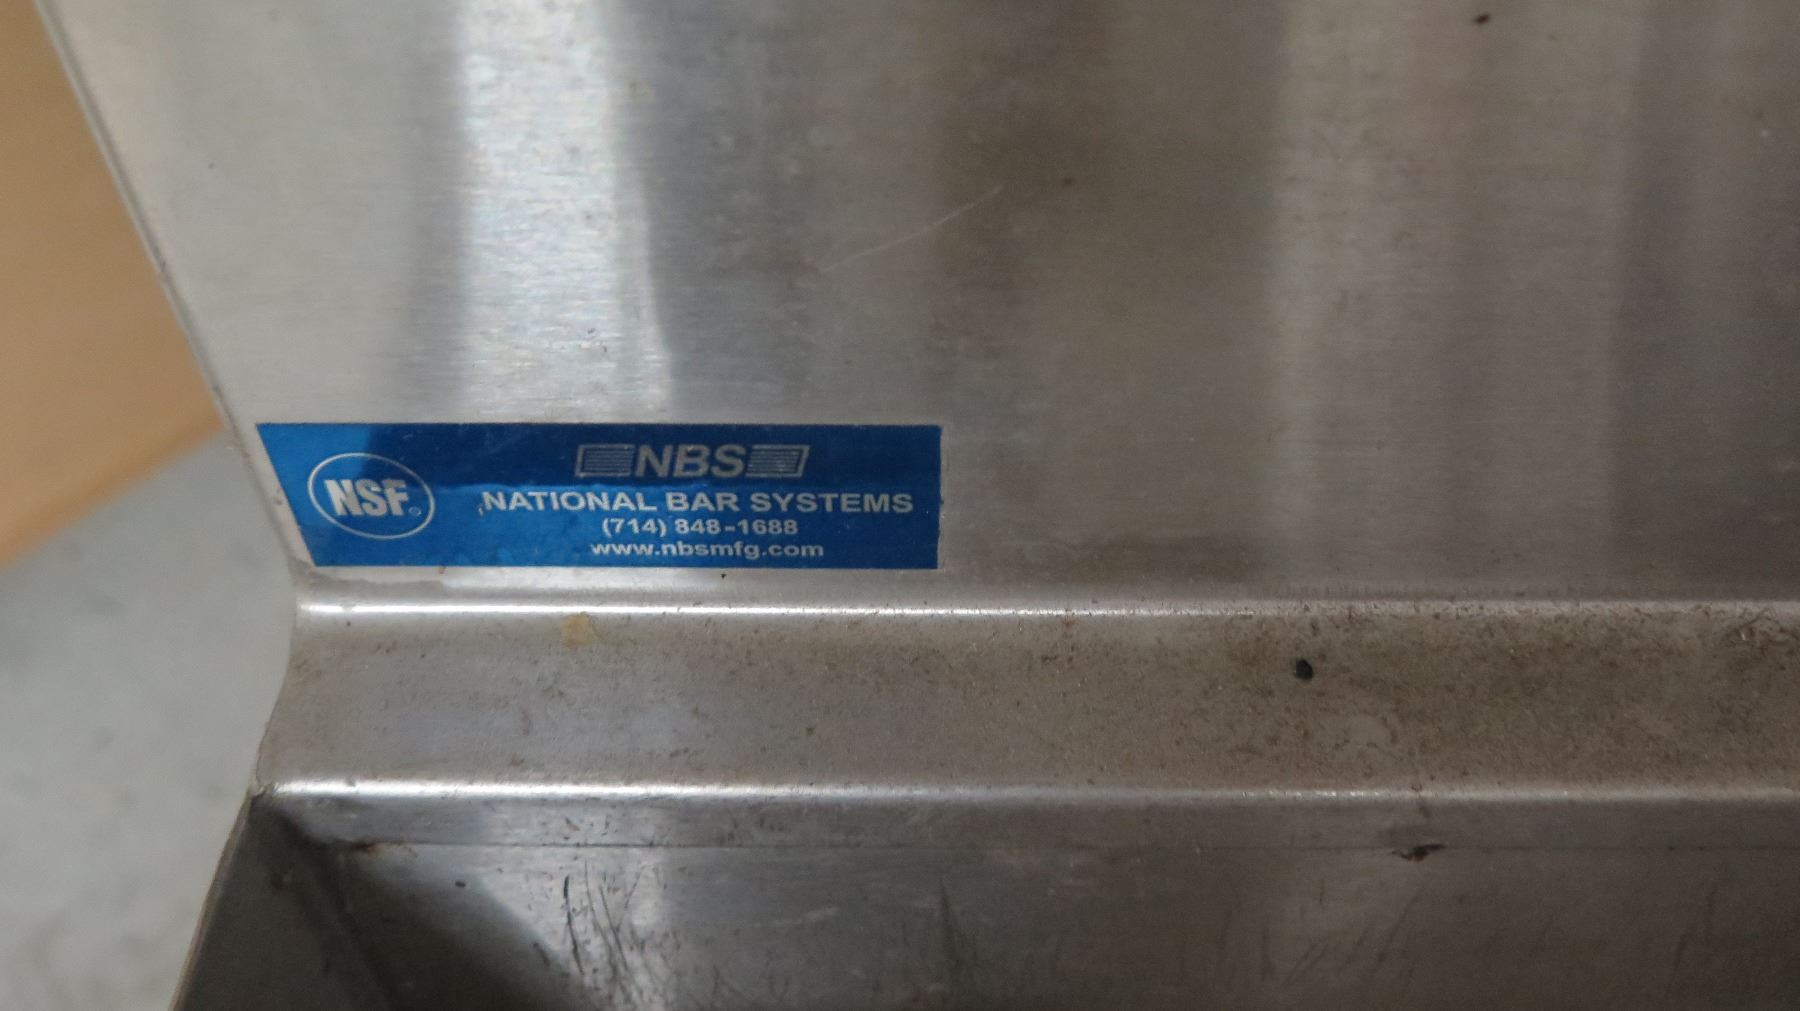 NSF
NBS
NATIONAL BAR SYSTEMS
(714) 848-1688
www.nbsmfg.com